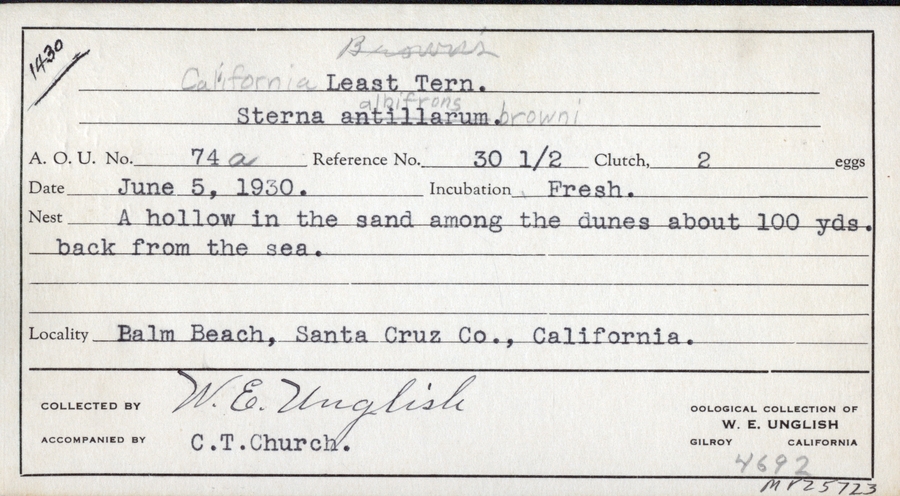 1430
Brown's
California Least Tern.
albifrons
Sterna antillarum. browni
A. O. U. No. 74 a Reference No. 30 1/2 Clutch, 2 eggs
Date June 5, 1930. Incubation Fresh.
Nest A hollow in the sand among the dunes about 100 yds.
back from the sea.
Locality Balm Beach, Santa Cruz Co., California.
COLLECTED BY W. E. Unglish
ACCOMPANIED BY C.T.Church.
OOLOGICAL COLLECTION OF
W. E. UNGLISH
GILROY CALIFORNIA
4692
MVZ5723